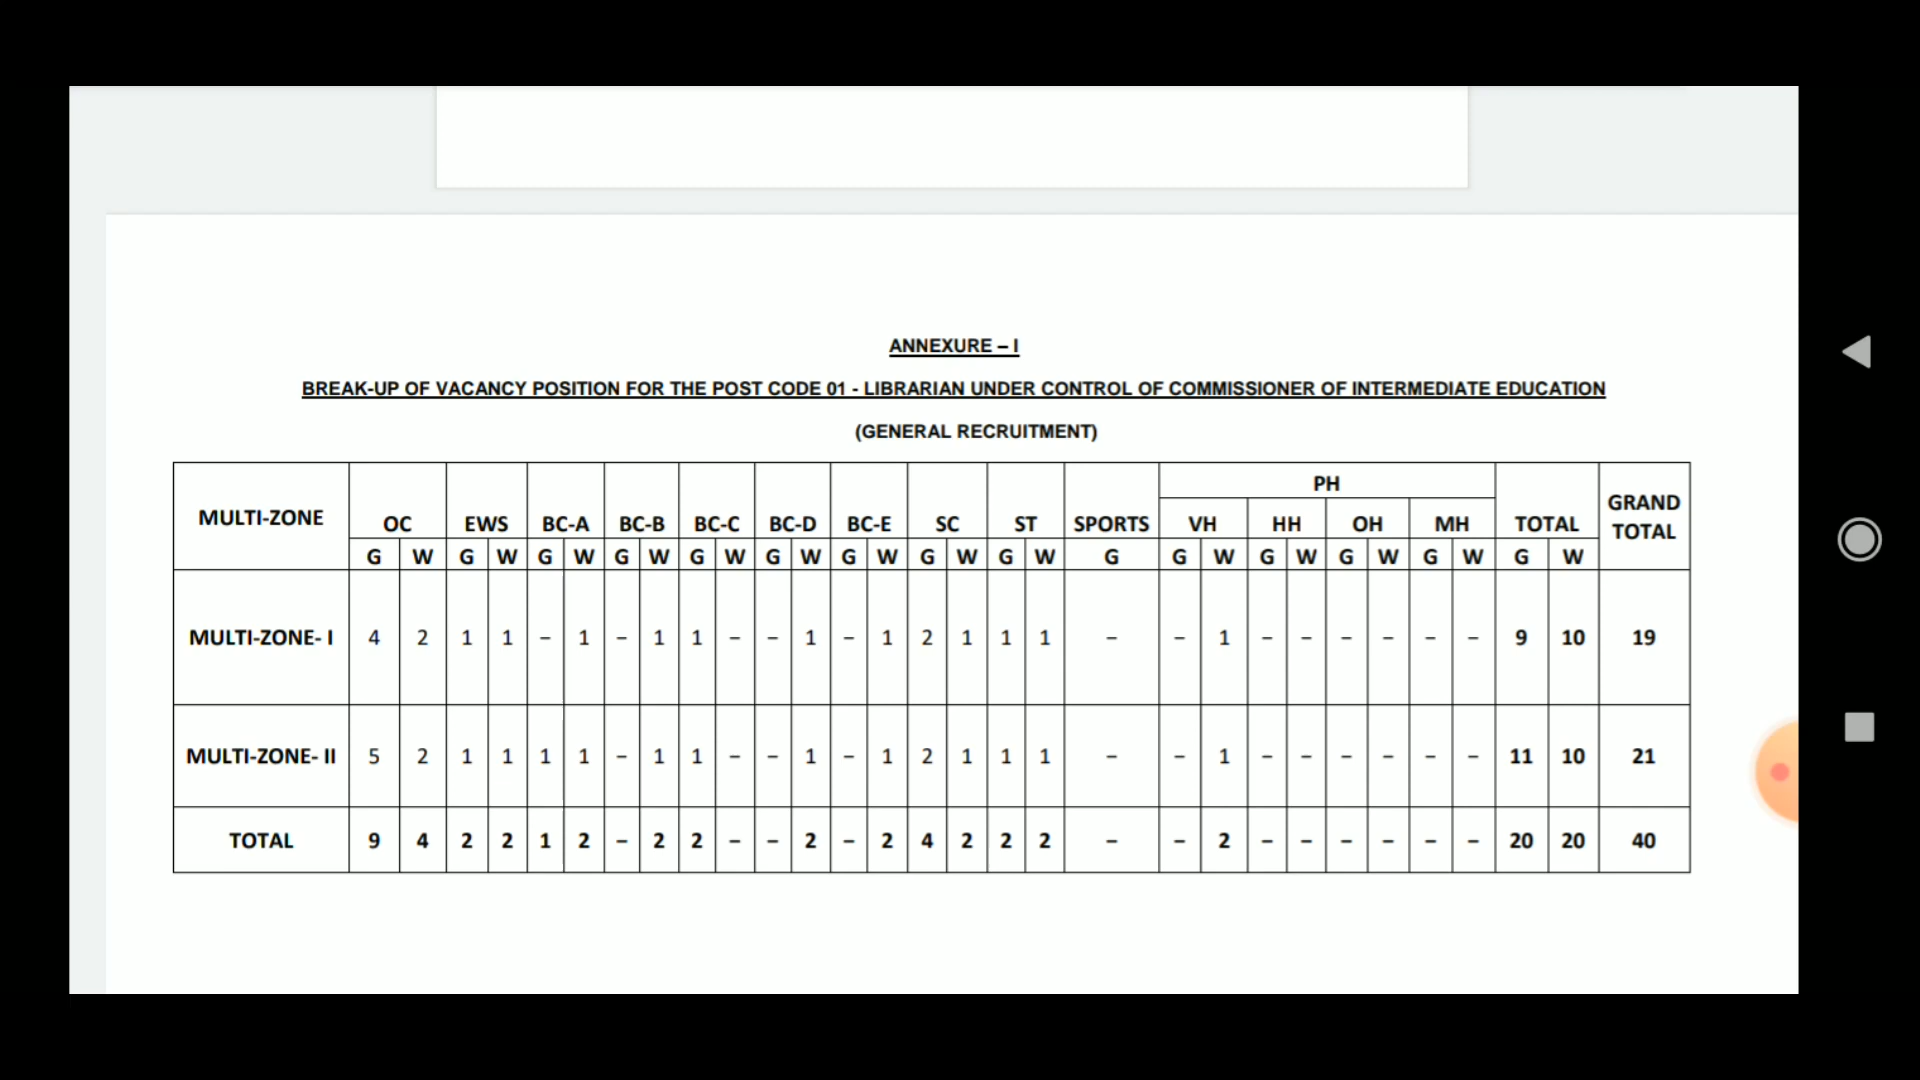 ANNEXURE – I
BREAK-UP OF VACANCY POSITION FOR THE POST CODE 01 - LIBRARIAN UNDER CONTROL OF COMMISSIONER OF INTERMEDIATE EDUCATION
(GENERAL RECRUITMENT)
MULTI-ZONE OC EWS BC-A BC-B BC-C BC-D BC-E SC ST SPORTS PH VH HH OH MH TOTAL GRAND TOTAL
G W G W G W G W G W G W G W G W G W G G W G W G W G W G W
MULTI-ZONE- I 4 2 1 1 – 1 – 1 1 – – 1 – 1 2 1 1 1 – – 1 – – – – – – 9 10 19
MULTI-ZONE- II 5 2 1 1 1 1 – 1 1 – – 1 – 1 2 1 1 1 – – 1 – – – – – – 11 10 21
TOTAL 9 4 2 2 1 2 – 2 2 – – 2 – 2 4 2 2 2 – – 2 – – – – – – 20 20 40